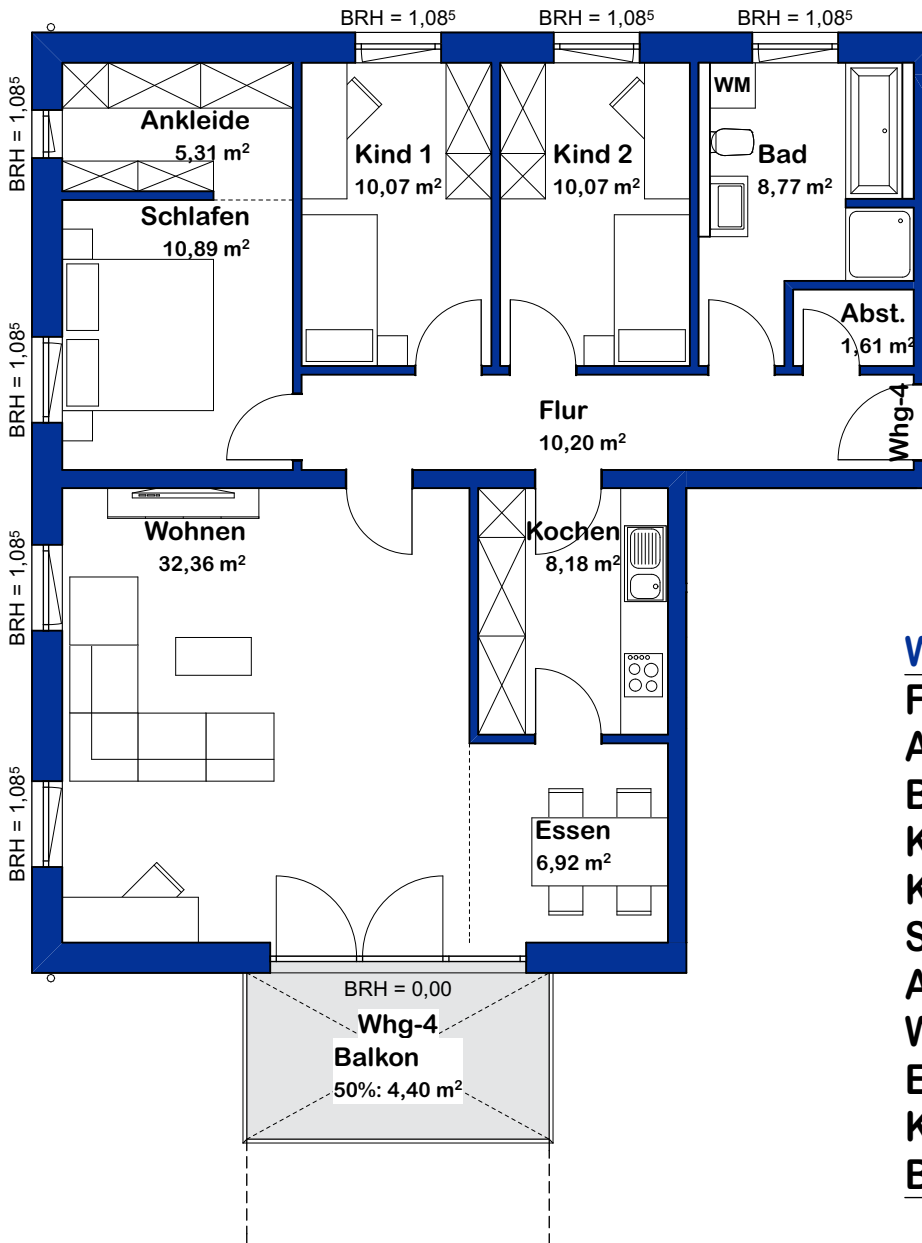 BRH = 1,08⁵
BRH = 1,08⁵
BRH = 1,08⁵
BRH = 1,08⁵
Ankleide
5,31 m²
Kind 1
10,07 m²
Kind 2
10,07 m²
WM
Bad
8,77 m²
Schlafen
10,89 m²
Abst.
1,61 m²
BRH = 1,08⁵
Flur
10,20 m²
Whg-4
Wohnen
32,36 m²
Kochen
8,18 m²
BRH = 1,08⁵
BRH = 1,08⁵
Essen
6,92 m²
BRH = 0,00
Whg-4
Balkon
50%: 4,40 m²
W
F
A
B
K
K
S
A
W
E
K
B